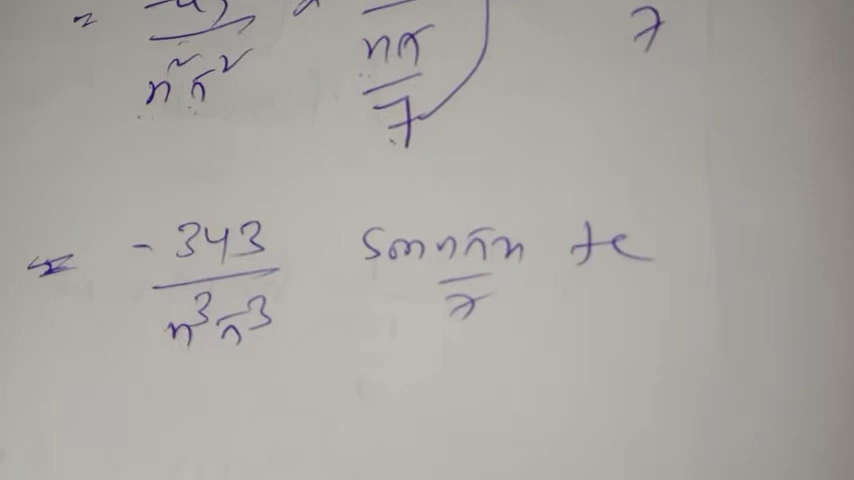 = n²π² nπ/7 7
= -343/n³π³ sin nπx/7 +c